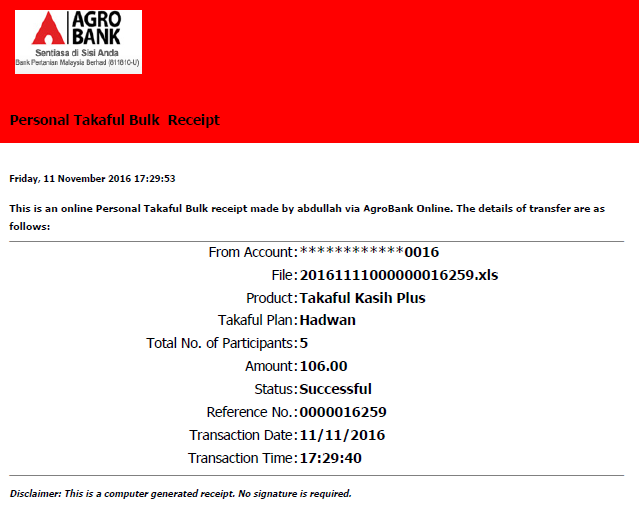 AGRO
BANK
Sentiasa di Sisi Anda
Bank Pertanian Malaysia Berhad (811810-U)
Personal Takaful Bulk Receipt
Friday, 11 November 2016 17:29:53
This is an online Personal Takaful Bulk receipt made by abdullah via AgroBank Online. The details of transfer are as
follows:
From Account: ************0016
File: 20161111000000016259.xls
Product: Takaful Kasih Plus
Takaful Plan: Hadwan
Total No. of Participants: 5
Amount: 106.00
Status: Successful
Reference No.: 0000016259
Transaction Date: 11/11/2016
Transaction Time: 17:29:40
Disclaimer: This is a computer generated receipt. No signature is required.